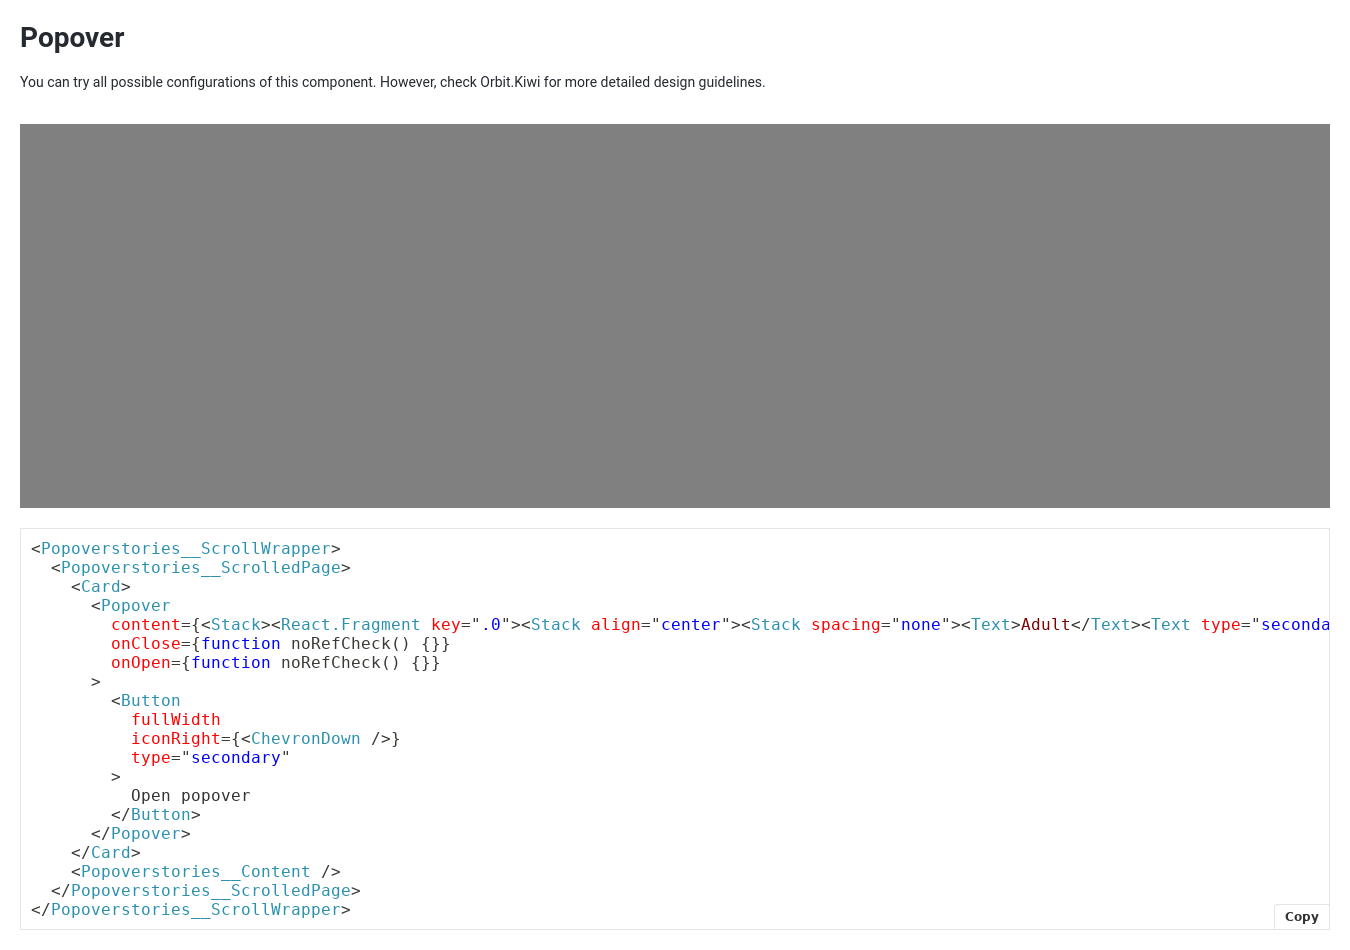 Popover
You can try all possible configurations of this component. However, check Orbit.Kiwi for more detailed design guidelines.
<Popoverstories__ScrollWrapper>
  <Popoverstories__ScrolledPage>
    <Card>
      <Popover
        content={<Stack><React.Fragment key=".0"><Stack align="center"><Stack spacing="none"><Text>Adult</Text><Text type="seconda
        onClose={function noRefCheck() {}}
        onOpen={function noRefCheck() {}}
      >
        <Button
          fullWidth
          iconRight={<ChevronDown />}
          type="secondary"
        >
          Open popover
        </Button>
      </Popover>
    </Card>
    <Popoverstories__Content />
  </Popoverstories__ScrolledPage>
</Popoverstories__ScrollWrapper>
Copy